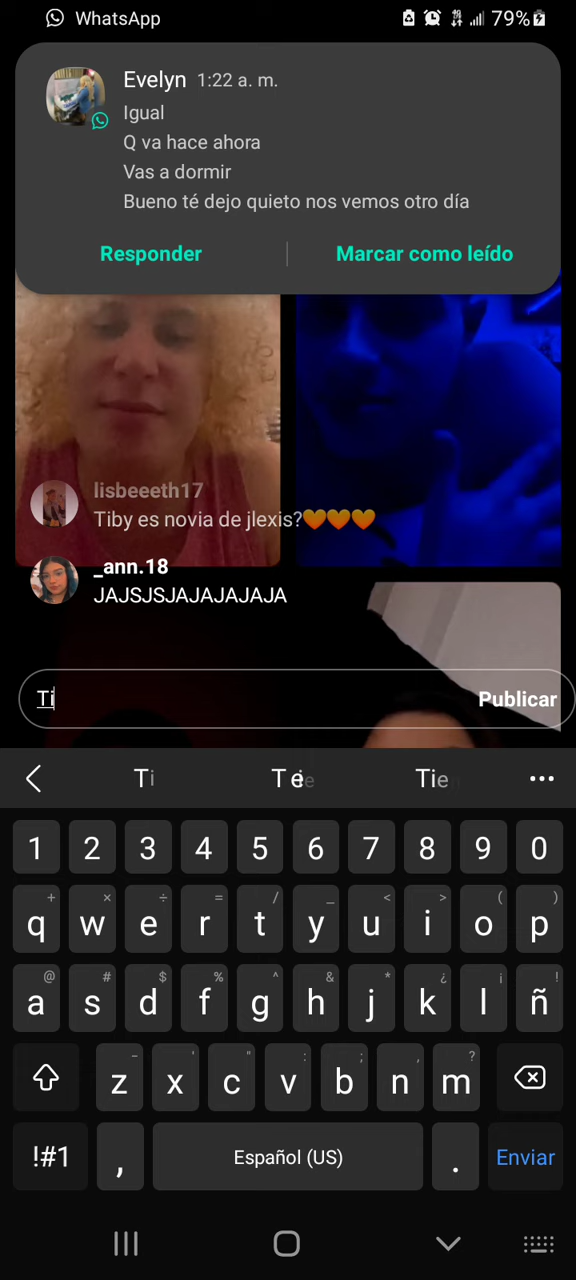 WhatsApp
79%
Evelyn 1:22 a. m.
Igual
Q va hace ahora
Vas a dormir
Bueno té dejo quieto nos vemos otro día
Responder
Marcar como leído
lisbeeeth17
Tiby es novia de jlexis?🧡🧡🧡
_ann.18
JAJSJSJAJAJAJAJA
Ti
Publicar
Ti
Tie
1 2 3 4 5 6 7 8 9 0
+ × ÷ = / _ < > ( )
q w e r t y u i o p
@ # $ % ^ & * ¿ ¡ !
a s d f g h j k l ñ
- ' " : ; , ?
z x c v b n m
!#1 , Español (US) . Enviar